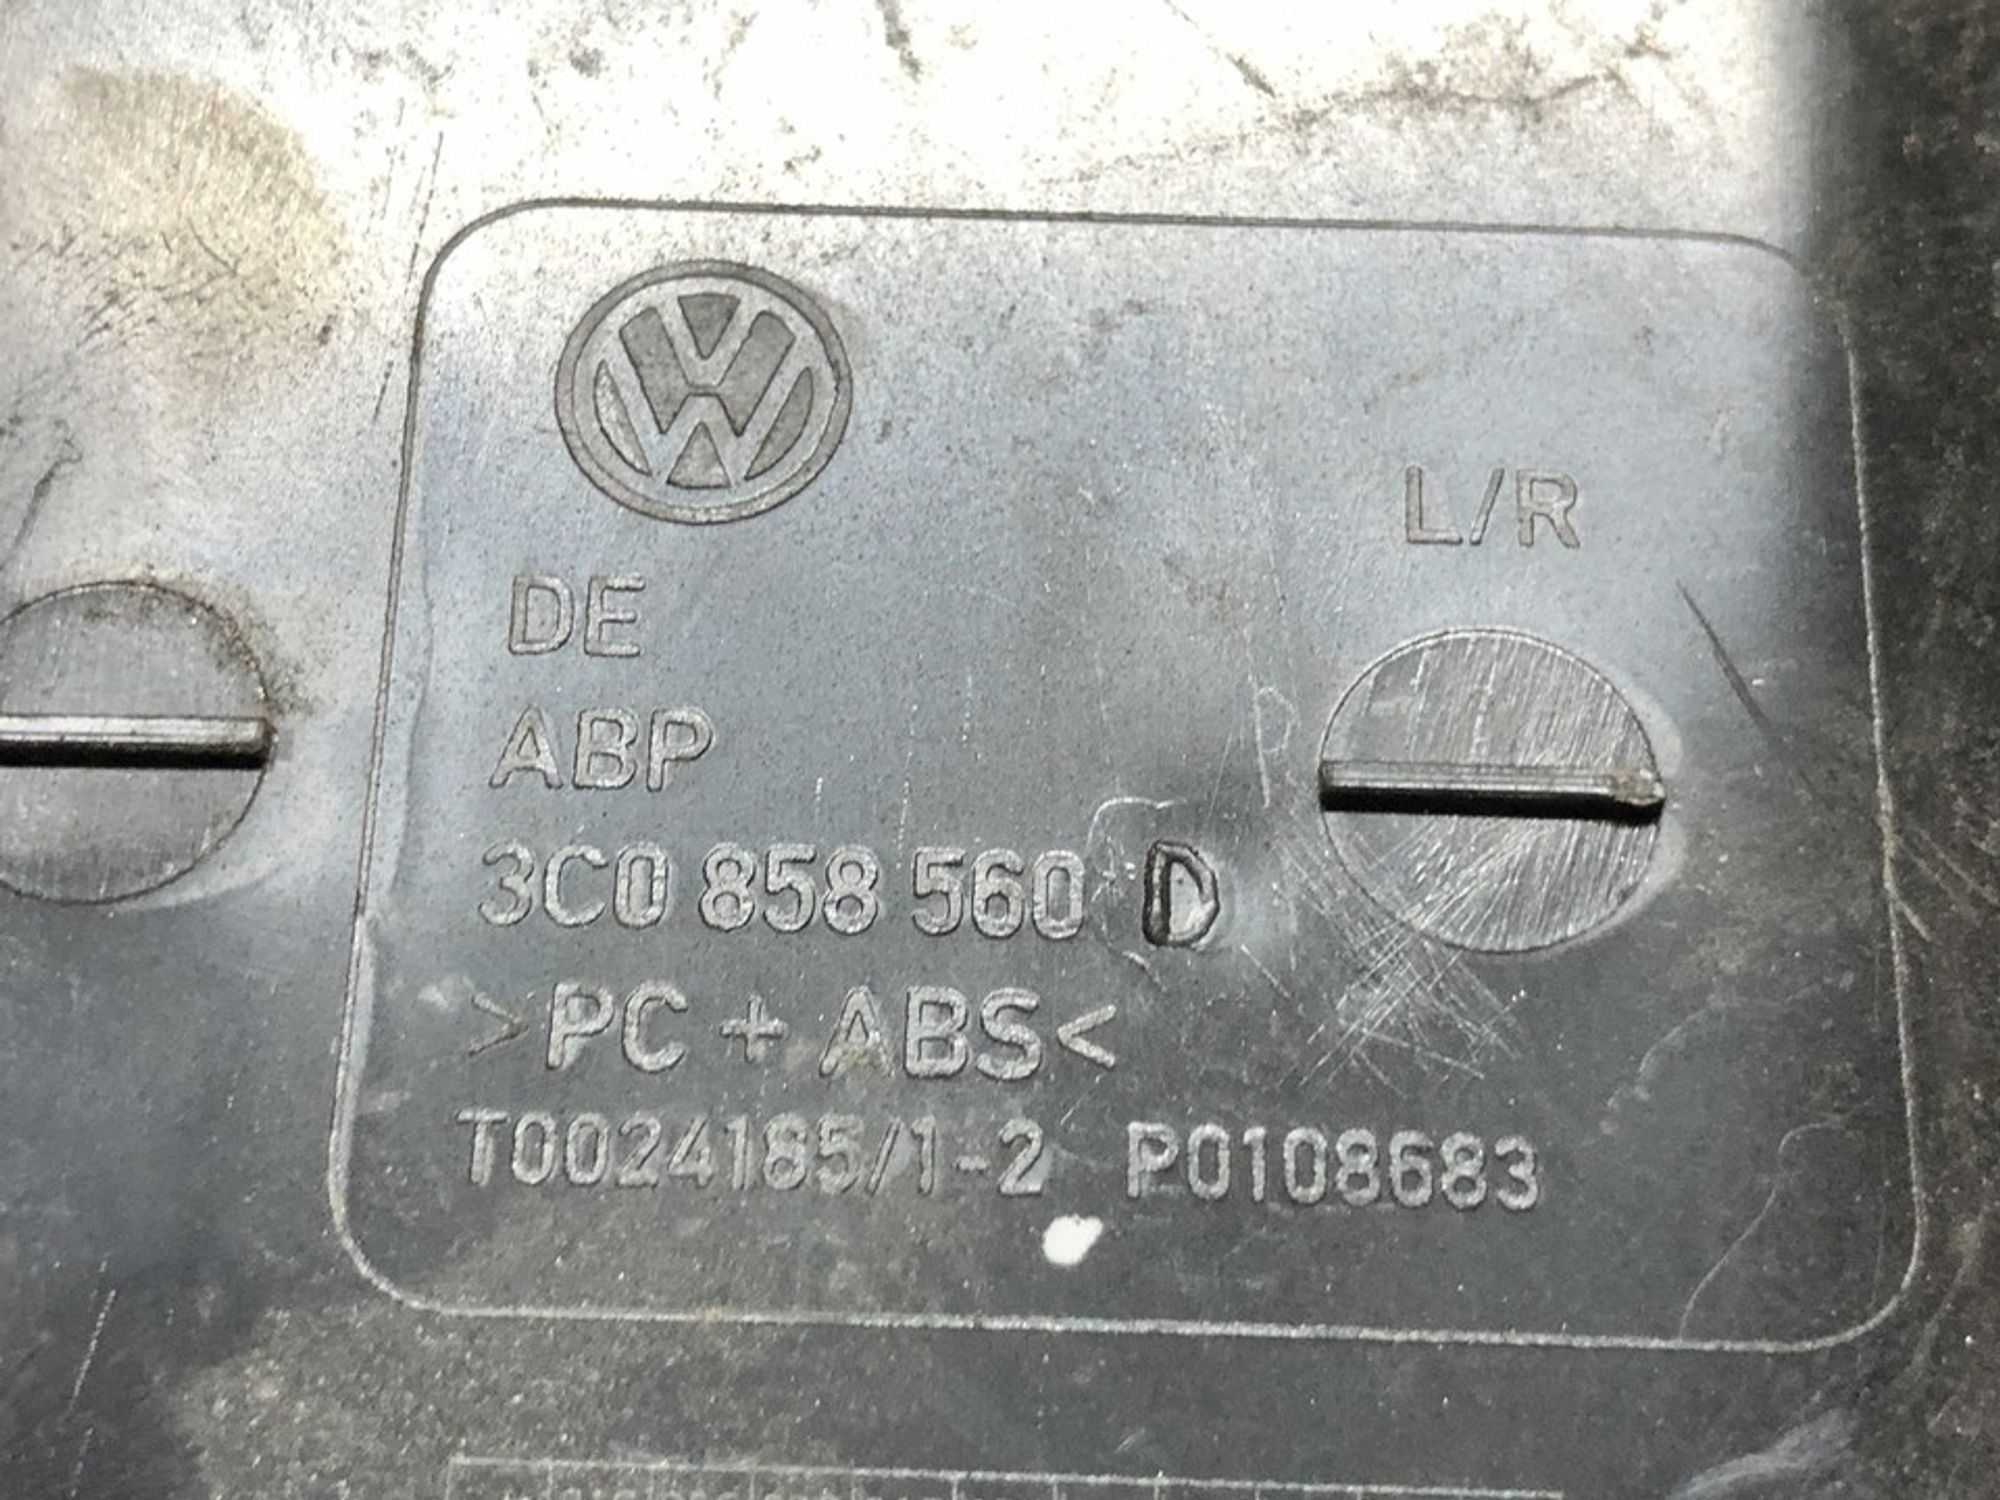 L/R
DE
ABP
3C0 858 560 D
>PC + ABS<
T0024185/1-2 P0108683